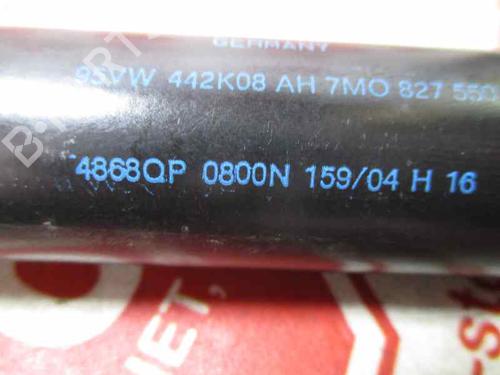 GERMANY
95VW 442K08 AH 7M0 827 550
4868QP 0800N 159/04 H 16